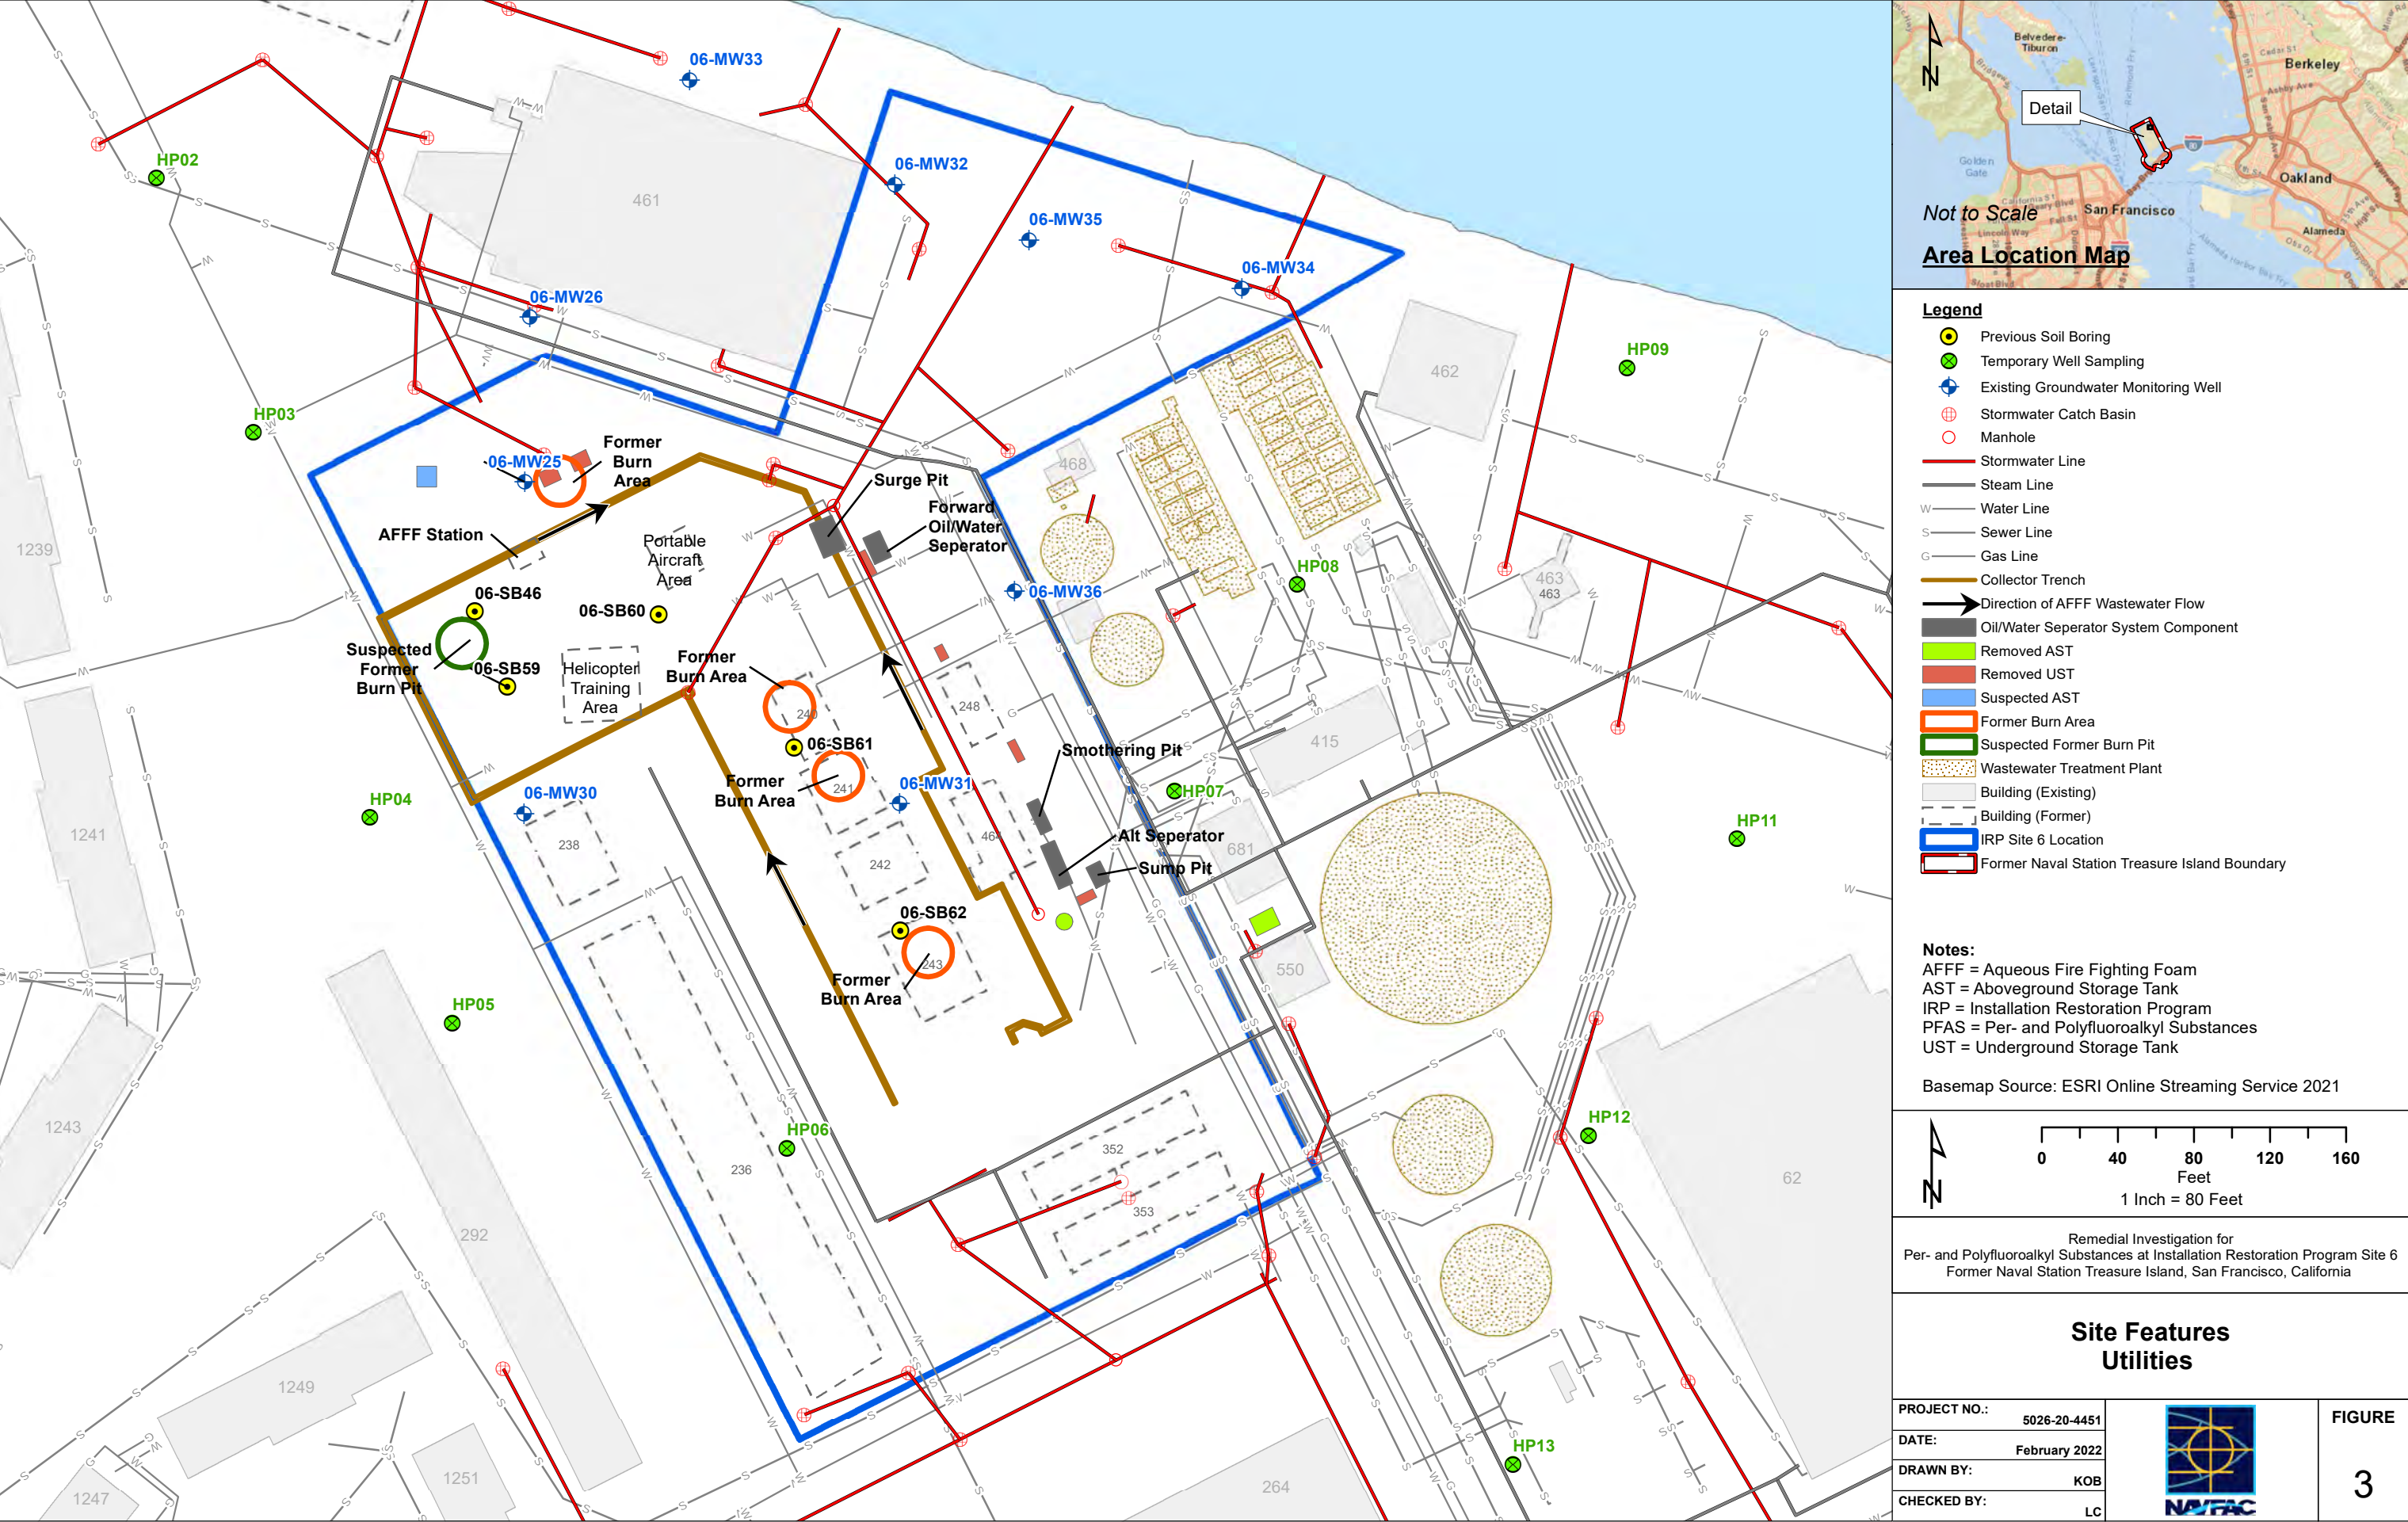 06-MW33
HP02
06-MW32
461
06-MW35
06-MW34
06-MW26
HP09
462
HP03
Former
Burn
Area
06-MW25
468
Surge Pit
Forward
Oil/Water
Seperator
AFFF Station
Portable
Aircraft
Area
1239
HP08
463
463
06-SB46
06-SB60
06-MW36
Suspected
Former
Burn Pit
06-SB59
Helicopter
Training
Area
Former
Burn Area
248
240
06-SB61
Smothering Pit
415
Former
Burn Area
241
06-MW31
06-MW30
HP07
HP04
1241
238
464
Alt Seperator
681
HP11
242
Sump Pit
06-SB62
243
Former
Burn Area
550
HP05
1243
HP06
352
HP12
236
353
62
292
1249
HP13
1251
1247
264
N
Belvedere-
Tiburon
Berkeley
Ashby Ave
Detail
Golden
Gate
Oakland
San Francisco
Alameda
Not to Scale
Area Location Map
Legend
Previous Soil Boring
Temporary Well Sampling
Existing Groundwater Monitoring Well
Stormwater Catch Basin
Manhole
Stormwater Line
Steam Line
W Water Line
S Sewer Line
G Gas Line
Collector Trench
Direction of AFFF Wastewater Flow
Oil/Water Seperator System Component
Removed AST
Removed UST
Suspected AST
Former Burn Area
Suspected Former Burn Pit
Wastewater Treatment Plant
Building (Existing)
Building (Former)
IRP Site 6 Location
Former Naval Station Treasure Island Boundary
Notes:
AFFF = Aqueous Fire Fighting Foam
AST = Aboveground Storage Tank
IRP = Installation Restoration Program
PFAS = Per- and Polyfluoroalkyl Substances
UST = Underground Storage Tank
Basemap Source: ESRI Online Streaming Service 2021
N
0 40 80 120 160
Feet
1 Inch = 80 Feet
Remedial Investigation for
Per- and Polyfluoroalkyl Substances at Installation Restoration Program Site 6
Former Naval Station Treasure Island, San Francisco, California
Site Features
Utilities
PROJECT NO.:
5026-20-4451
DATE:
February 2022
DRAWN BY:
KOB
CHECKED BY:
LC
NAVFAC
FIGURE
3